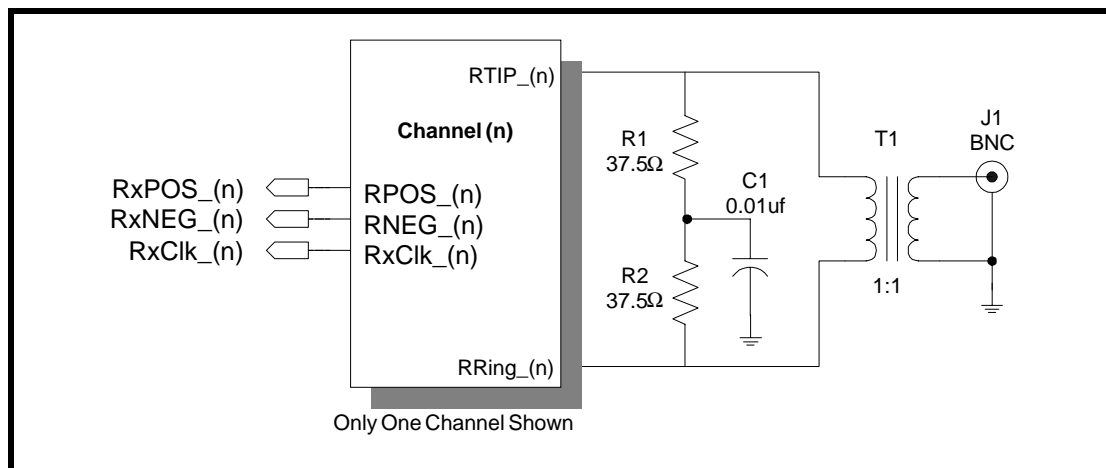 RTIP_(n)
Channel (n)
RxPOS_(n)
RxNEG_(n)
RxClk_(n)
RPOS_(n)
RNEG_(n)
RxClk_(n)
RRing_(n)
Only One Channel Shown
R1
37.5Ω
C1
0.01uf
R2
37.5Ω
T1
1:1
J1
BNC